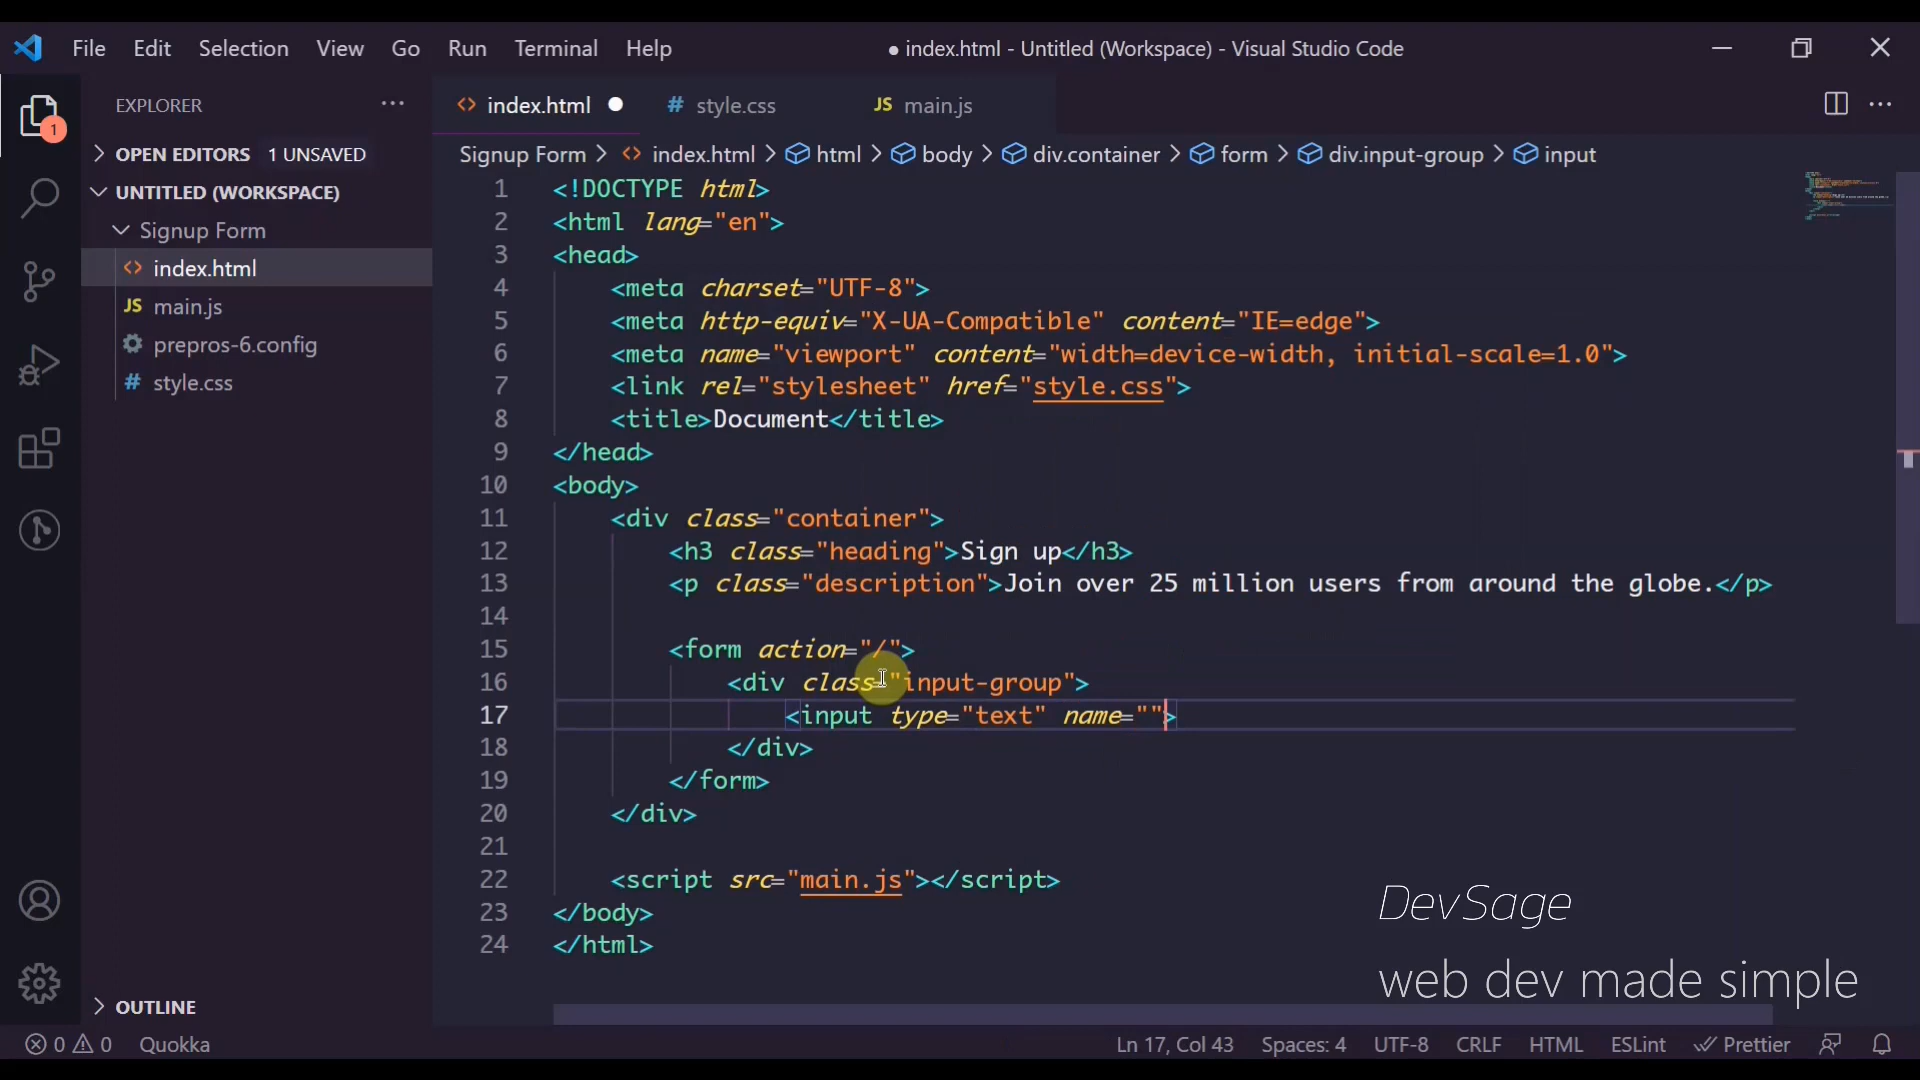 File Edit Selection View Go Run Terminal Help
● index.html - Untitled (Workspace) - Visual Studio Code
EXPLORER ···
1
OPEN EDITORS 1 UNSAVED
UNTITLED (WORKSPACE)
Signup Form
<> index.html
JS main.js
prepros-6.config
# style.css
OUTLINE
<> index.html ● # style.css JS main.js
Signup Form > <> index.html > html > body > div.container > form > div.input-group > input
1 <!DOCTYPE html>
2 <html lang="en">
3 <head>
4 <meta charset="UTF-8">
5 <meta http-equiv="X-UA-Compatible" content="IE=edge">
6 <meta name="viewport" content="width=device-width, initial-scale=1.0">
7 <link rel="stylesheet" href="style.css">
8 <title>Document</title>
9 </head>
10 <body>
11 <div class="container">
12 <h3 class="heading">Sign up</h3>
13 <p class="description">Join over 25 million users from around the globe.</p>
14
15 <form action="/">
16 <div class="input-group">
17 <input type="text" name="">
18 </div>
19 </form>
20 </div>
21
22 <script src="main.js"></script>
23 </body>
24 </html>
DevSage
web dev made simple
0 0 Quokka Ln 17, Col 43 Spaces: 4 UTF-8 CRLF HTML ESLint Prettier